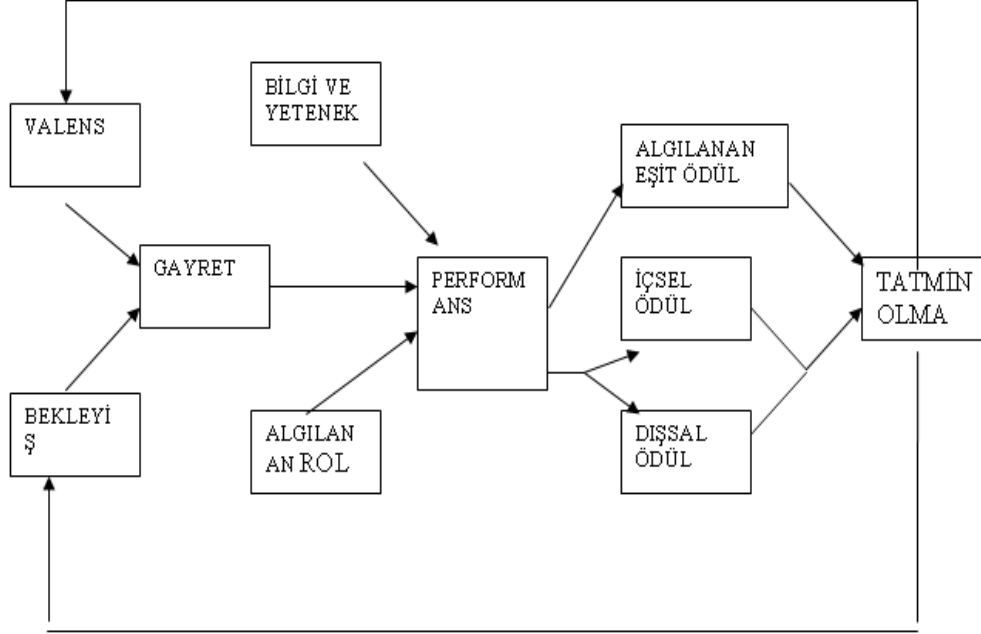 BİLGİ VE
YETENEK
VALENS
ALGILANAN
EŞİT ÖDÜL
GAYRET
PERFORM
ANS
İÇSEL
ÖDÜL
TATMİN
OLMA
BEKLEYİ
Ş
ALGILAN
AN ROL
DIŞSAL
ÖDÜL